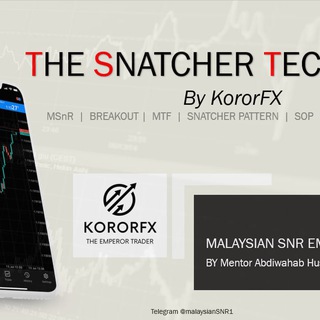 THE SNATCHER TEC
By KororFX
MSnR | BREAKOUT | MTF | SNATCHER PATTERN | SOP
KORORFX
THE EMPEROR TRADER
MALAYSIAN SNR EM
BY Mentor Abdiwahab Hu
Telegram @malaysianSNR1